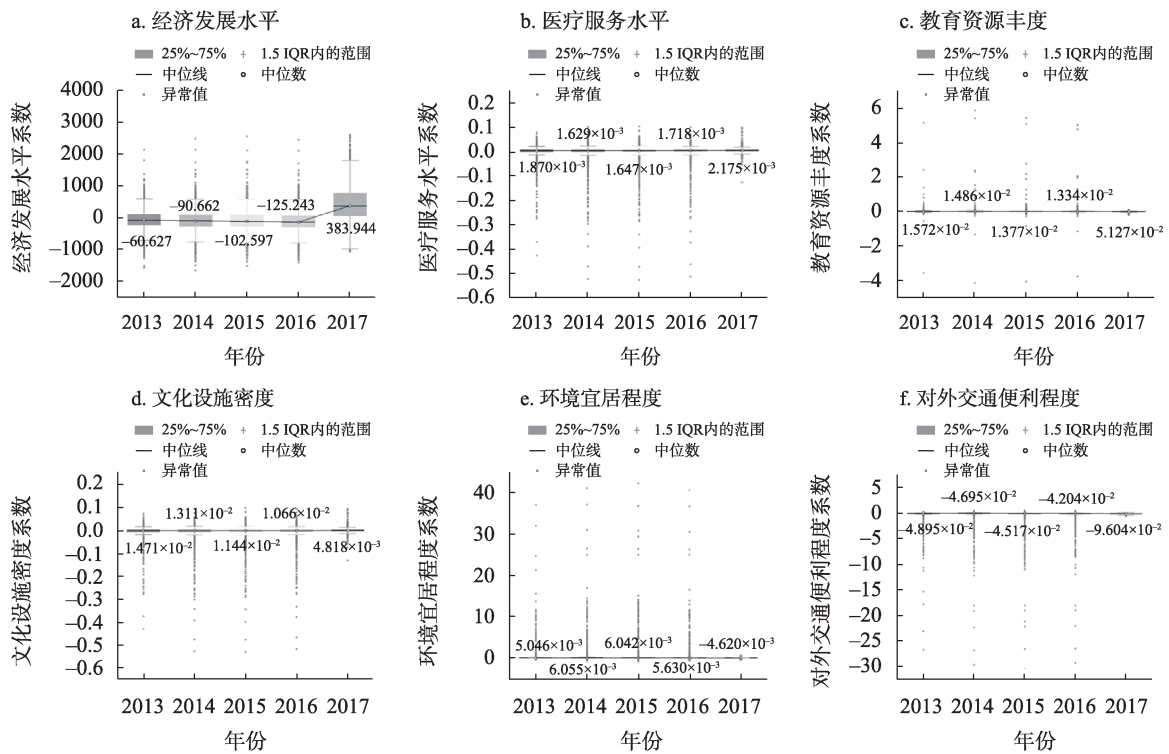 a. 经济发展水平
25%~75% 1.5 IQR内的范围
中位线 中位数
异常值
经济发展水平系数
4000
3000
2000
1000
0
−1000
−2000
−60.627
−90.662
−102.597
−125.243
383.944
2013 2014 2015 2016 2017
年份
b. 医疗服务水平
25%~75% 1.5 IQR内的范围
中位线 中位数
异常值
医疗服务水平系数
0.2
0.1
0.0
−0.1
−0.2
−0.3
−0.4
−0.5
−0.6
1.870×10⁻³
1.629×10⁻³
1.647×10⁻³
1.718×10⁻³
2.175×10⁻³
2013 2014 2015 2016 2017
年份
c. 教育资源丰度
25%~75% 1.5 IQR内的范围
中位线 中位数
异常值
教育资源丰度系数
6
4
2
0
−2
−4
1.572×10⁻²
1.486×10⁻²
1.377×10⁻²
1.334×10⁻²
5.127×10⁻²
2013 2014 2015 2016 2017
年份
d. 文化设施密度
25%~75% 1.5 IQR内的范围
中位线 中位数
异常值
文化设施密度系数
0.2
0.1
0.0
−0.1
−0.2
−0.3
−0.4
−0.5
−0.6
1.471×10⁻²
1.311×10⁻²
1.144×10⁻²
1.066×10⁻²
4.818×10⁻³
2013 2014 2015 2016 2017
年份
e. 环境宜居程度
25%~75% 1.5 IQR内的范围
中位线 中位数
异常值
环境宜居程度系数
40
30
20
10
0
5.046×10⁻³
6.055×10⁻³
6.042×10⁻³
5.630×10⁻³
−4.620×10⁻³
2013 2014 2015 2016 2017
年份
f. 对外交通便利程度
25%~75% 1.5 IQR内的范围
中位线 中位数
异常值
对外交通便利程度系数
5
0
−5
−10
−15
−20
−25
−30
−4.895×10⁻²
−4.695×10⁻²
−4.517×10⁻²
−4.204×10⁻²
−9.604×10⁻²
2013 2014 2015 2016 2017
年份